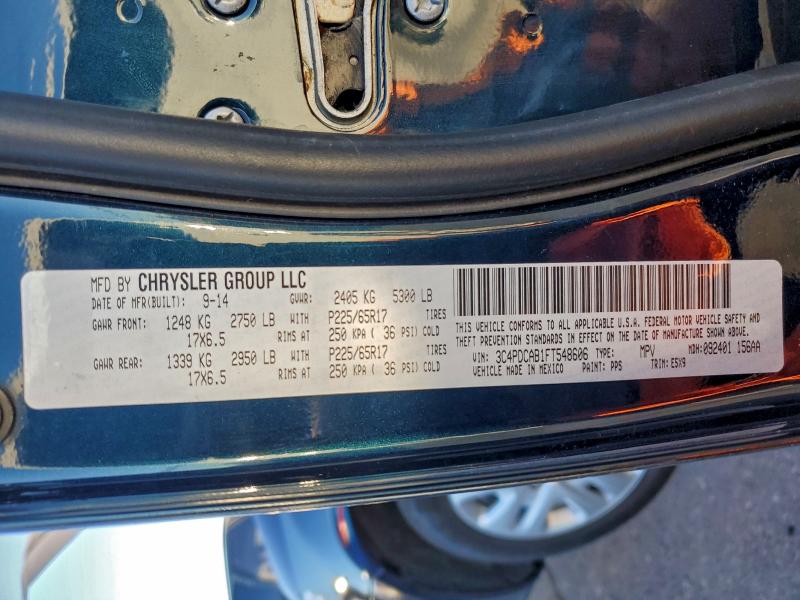 MFD BY CHRYSLER GROUP LLC
DATE OF MFR(BUILT): 9-14 GVWR: 2405 KG 5300 LB
GAWR FRONT: 1248 KG 2750 LB WITH P225/65R17 TIRES
17X6.5 RIMS AT 250 KPA ( 36 PSI) COLD
GAWR REAR: 1339 KG 2950 LB WITH P225/65R17 TIRES
17X6.5 RIMS AT 250 KPA ( 36 PSI) COLD
THIS VEHICLE CONFORMS TO ALL APPLICABLE U.S.A. FEDERAL MOTOR VEHICLE SAFETY AND
THEFT PREVENTION STANDARDS IN EFFECT ON THE DATE OF MANUFACTURE SHOWN ABOVE
VIN: 3C4PDCAB1FT548606 TYPE: MPV MDH:092401 156AA
VEHICLE MADE IN MEXICO PAINT: PPS TRIM: E5X9